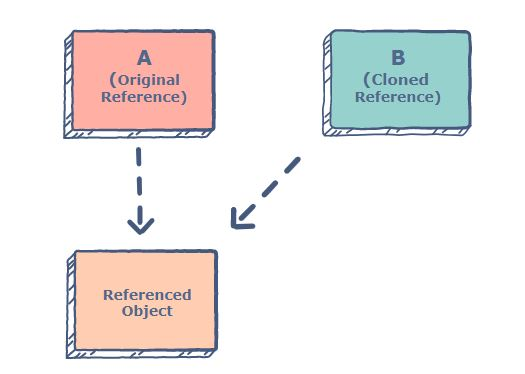 A
(Original
Reference)
B
(Cloned
Reference)
Referenced
Object